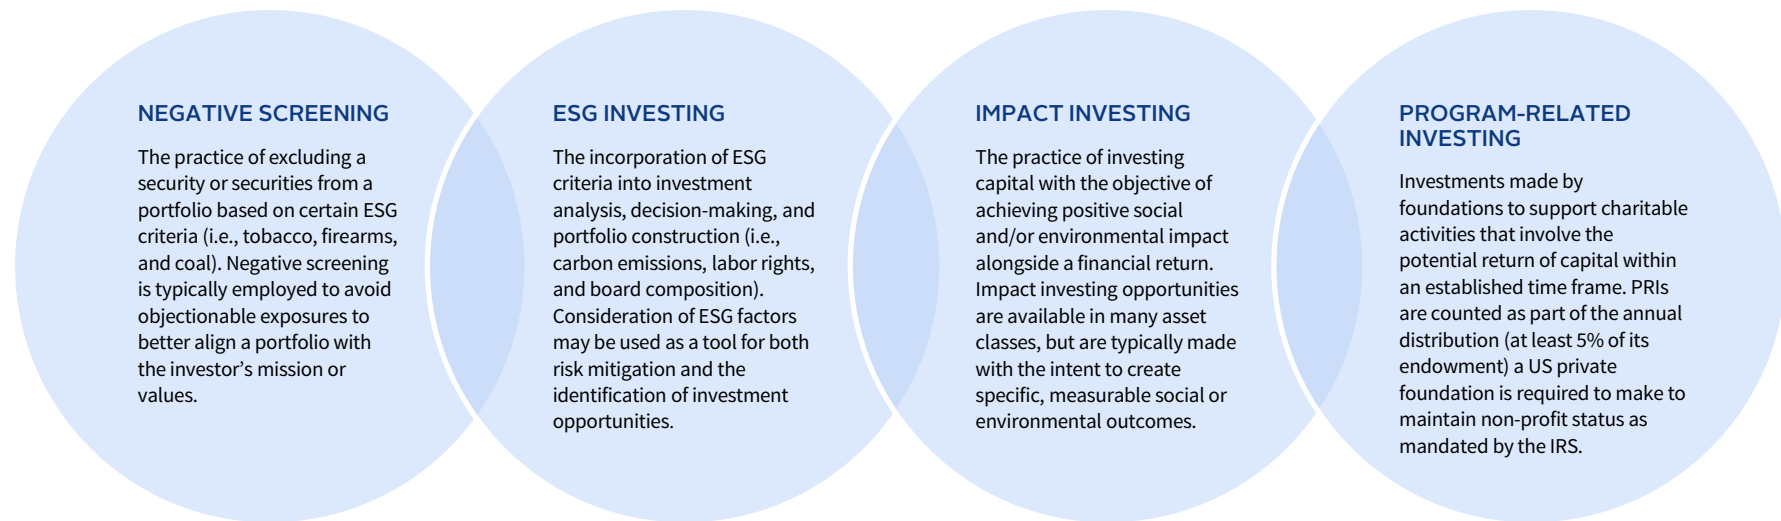 NEGATIVE SCREENING
The practice of excluding a
security or securities from a
portfolio based on certain ESG
criteria (i.e., tobacco, firearms,
and coal). Negative screening
is typically employed to avoid
objectionable exposures to
better align a portfolio with
the investor’s mission or
values.
ESG INVESTING
The incorporation of ESG
criteria into investment
analysis, decision-making, and
portfolio construction (i.e.,
carbon emissions, labor rights,
and board composition).
Consideration of ESG factors
may be used as a tool for both
risk mitigation and the
identification of investment
opportunities.
IMPACT INVESTING
The practice of investing
capital with the objective of
achieving positive social
and/or environmental impact
alongside a financial return.
Impact investing opportunities
are available in many asset
classes, but are typically made
with the intent to create
specific, measurable social or
environmental outcomes.
PROGRAM-RELATED
INVESTING
Investments made by
foundations to support charitable
activities that involve the
potential return of capital within
an established time frame. PRIs
are counted as part of the annual
distribution (at least 5% of its
endowment) a US private
foundation is required to make to
maintain non-profit status as
mandated by the IRS.